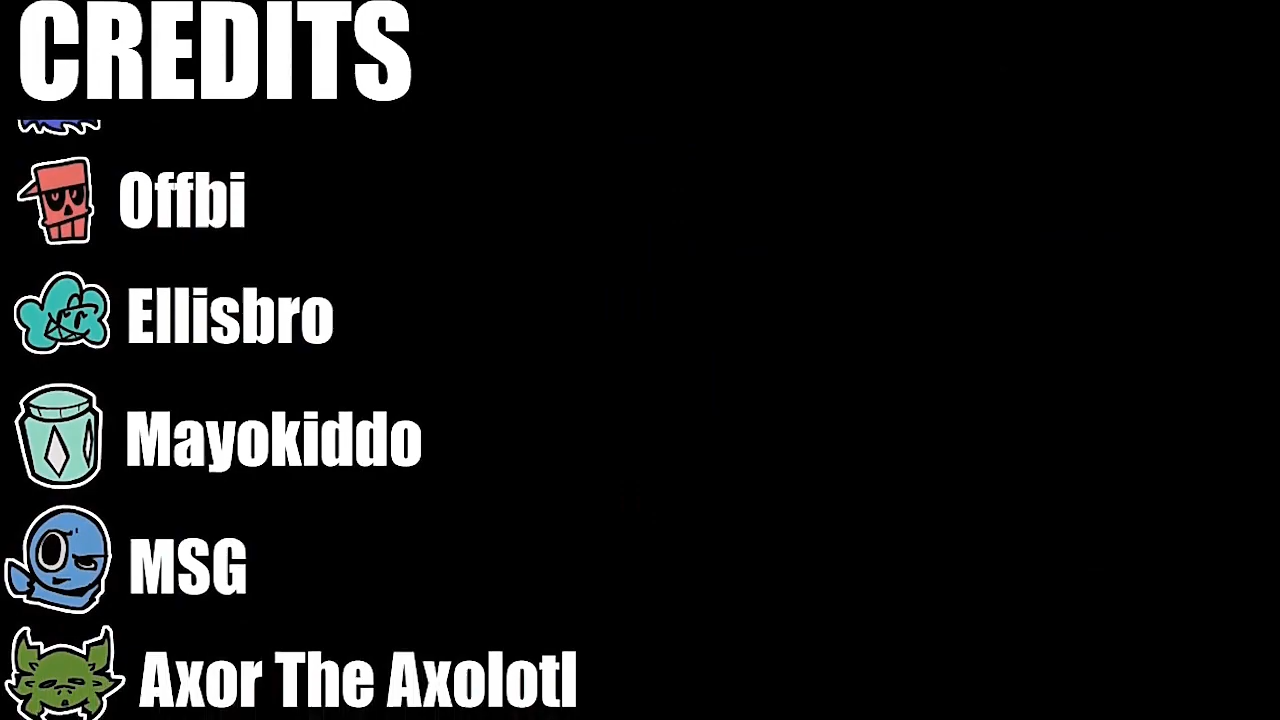 CREDITS
Offbi
Ellisbro
Mayokiddo
MSG
Axor The Axolotl